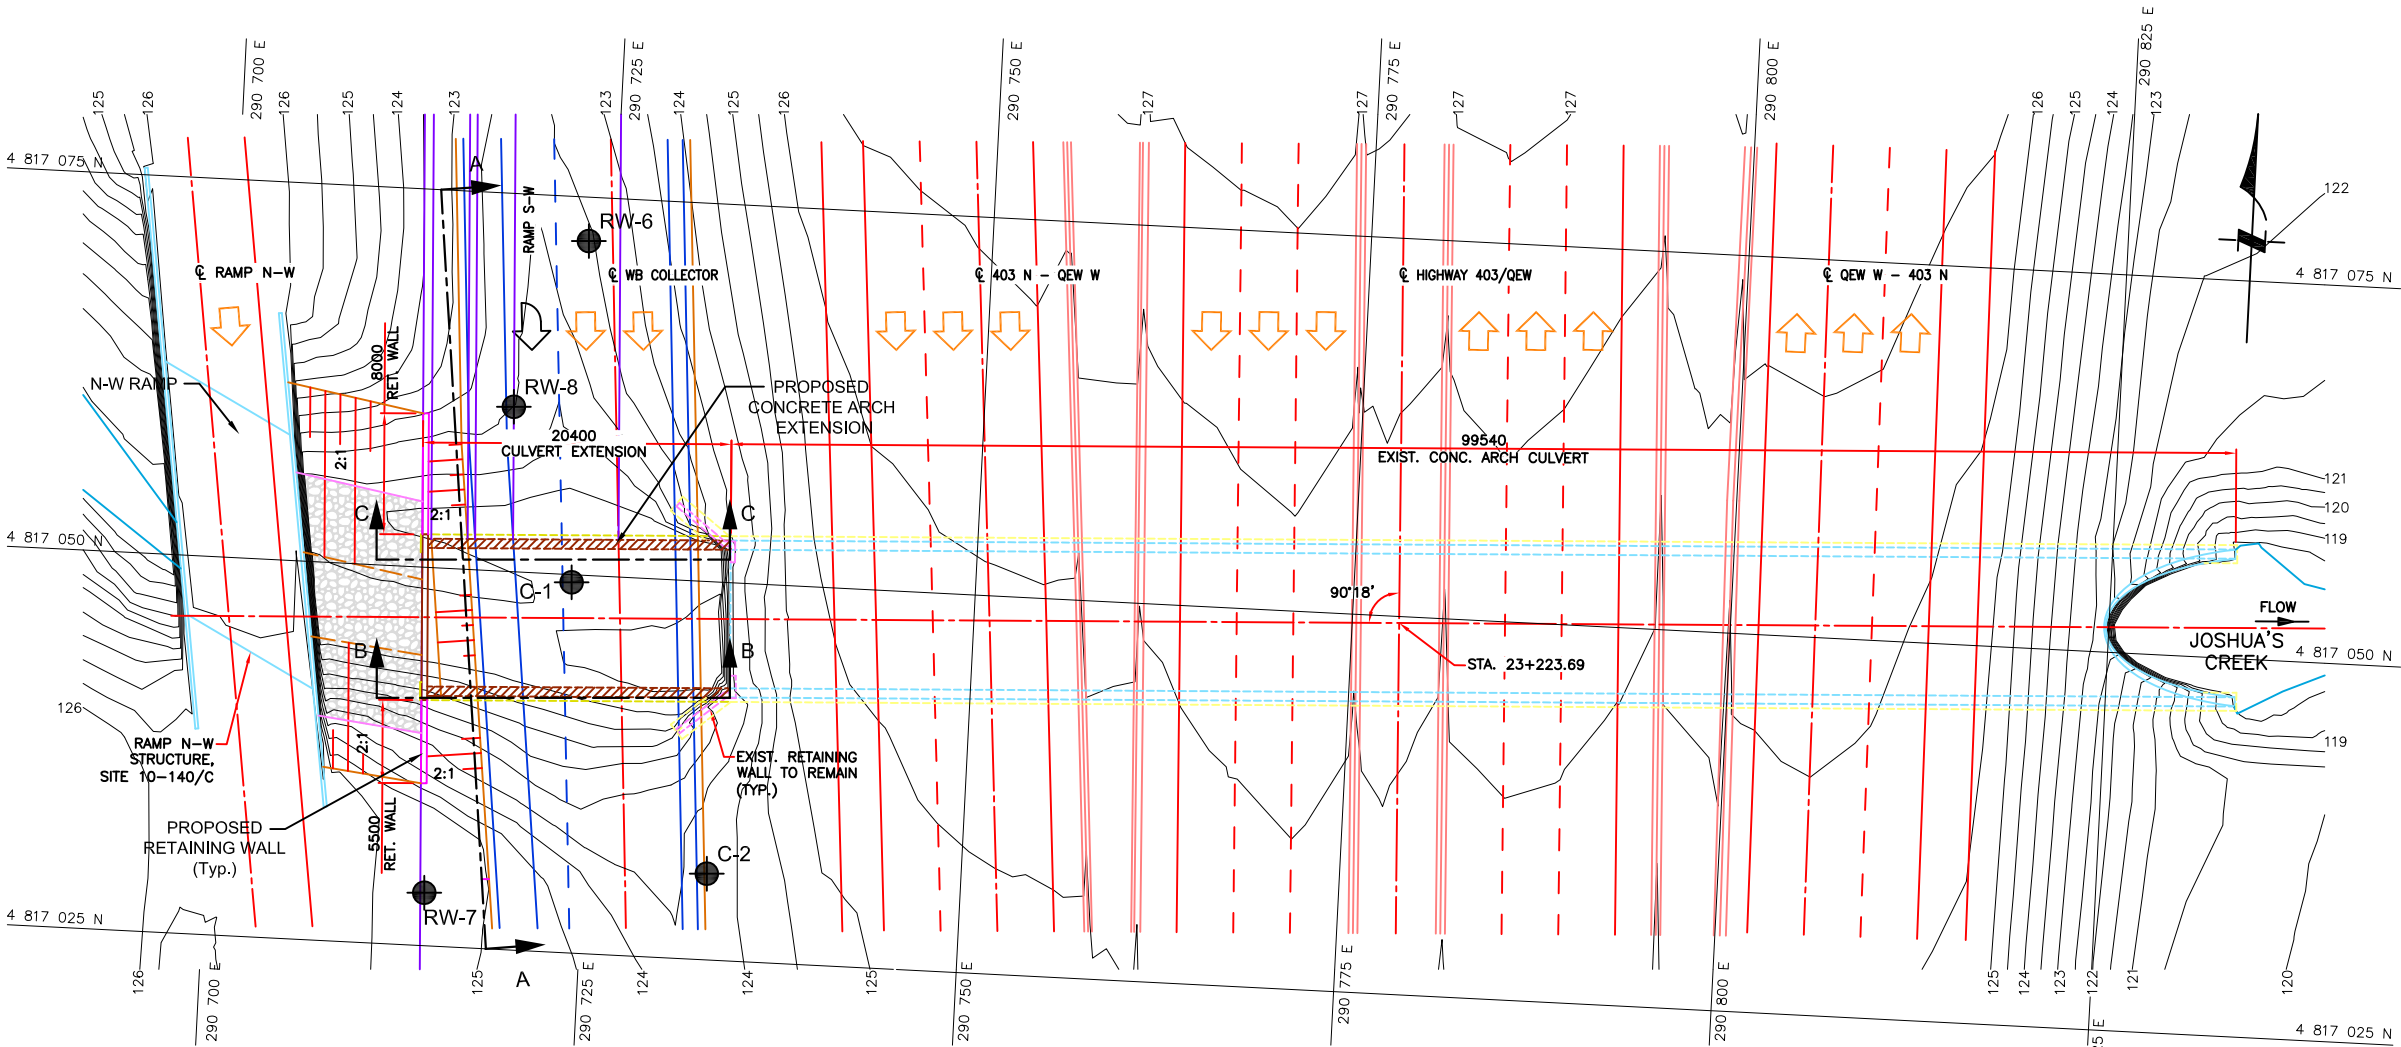 290 700 E
290 725 E
290 750 E
290 775 E
290 800 E
290 825 E
125
126
126
125
124
123
123
124
125
126
127
127
127
127
126
125
124
123
4 817 075 N
A
RAMP S-W
RW-6
122
℄ RAMP N-W
℄ WB COLLECTOR
℄ 403 N - QEW W
℄ HIGHWAY 403/QEW
℄ QEW W - 403 N
4 817 075 N
8000
RET. WALL
N-W RAMP
RW-8
PROPOSED
CONCRETE ARCH
EXTENSION
20400
CULVERT EXTENSION
99540
EXIST. CONC. ARCH CULVERT
2:1
121
120
119
C
2:1
C
4 817 050 N
C-1
90°18'
FLOW
JOSHUA'S
CREEK
B
B
STA. 23+223.69
4 817 050 N
126
RAMP N-W
STRUCTURE,
SITE 10-140/C
2:1
2:1
EXIST. RETAINING
WALL TO REMAIN
(TYP.)
119
PROPOSED
RETAINING WALL
(Typ.)
5500
RET. WALL
C-2
RW-7
4 817 025 N
A
126
125
124
124
125
125
124
123
122
121
120
290 700 E
290 725 E
290 750 E
290 775 E
290 800 E
4 817 025 N